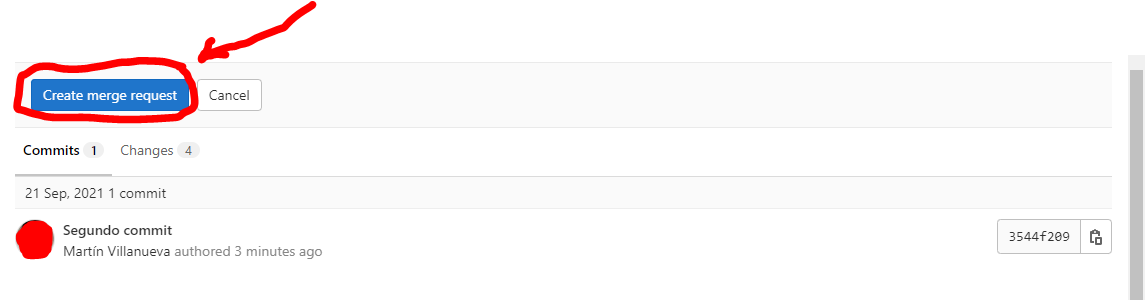 Create merge request Cancel
Commits 1 Changes 4
21 Sep, 2021 1 commit
Segundo commit
Martín Villanueva authored 3 minutes ago
3544f209